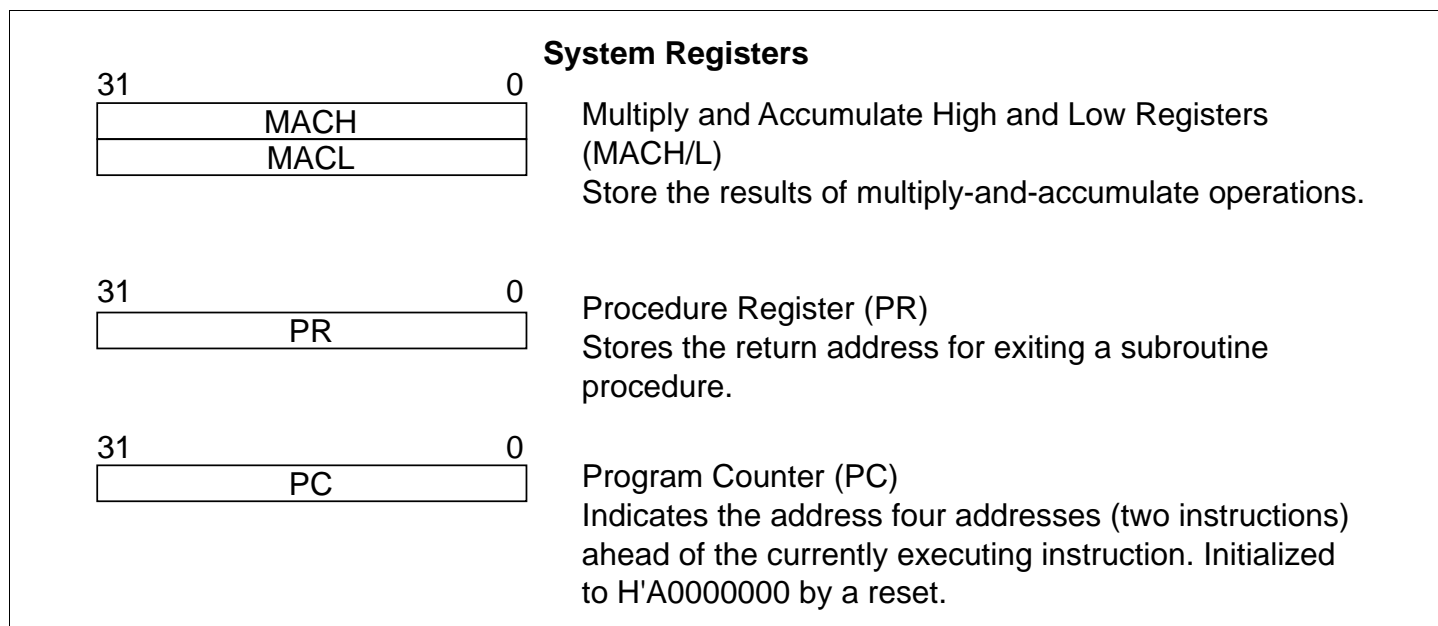 System Registers
31 0
MACH
MACL
Multiply and Accumulate High and Low Registers
(MACH/L)
Store the results of multiply-and-accumulate operations.
31 0
PR
Procedure Register (PR)
Stores the return address for exiting a subroutine
procedure.
31 0
PC
Program Counter (PC)
Indicates the address four addresses (two instructions)
ahead of the currently executing instruction. Initialized
to H'A0000000 by a reset.